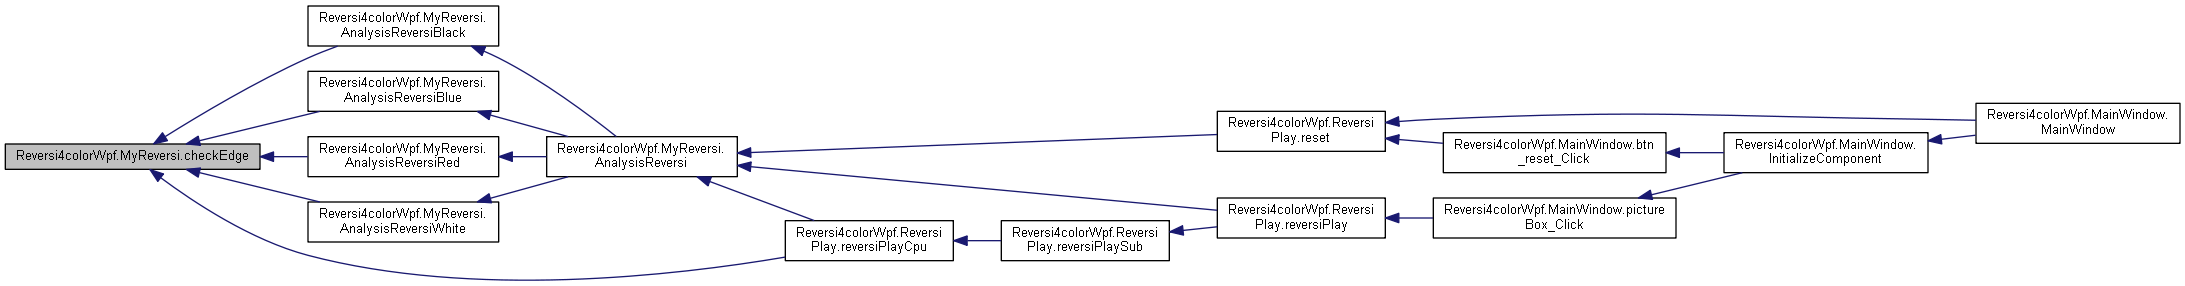 Reversi4colorWpf.MyReversi.checkEdge
Reversi4colorWpf.MyReversi.
AnalysisReversiBlack
Reversi4colorWpf.MyReversi.
AnalysisReversiBlue
Reversi4colorWpf.MyReversi.
AnalysisReversiRed
Reversi4colorWpf.MyReversi.
AnalysisReversiWhite
Reversi4colorWpf.MyReversi.
AnalysisReversi
Reversi4colorWpf.Reversi
Play.reversiPlayCpu
Reversi4colorWpf.Reversi
Play.reversiPlaySub
Reversi4colorWpf.Reversi
Play.reset
Reversi4colorWpf.Reversi
Play.reversiPlay
Reversi4colorWpf.MainWindow.btn
_reset_Click
Reversi4colorWpf.MainWindow.picture
Box_Click
Reversi4colorWpf.MainWindow.
InitializeComponent
Reversi4colorWpf.MainWindow.
MainWindow